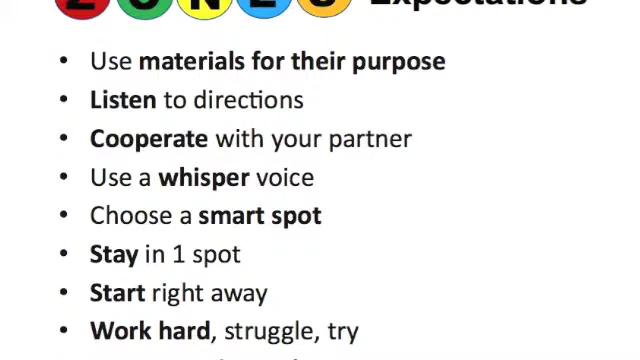 ZONES Expectations
• Use materials for their purpose
• Listen to directions
• Cooperate with your partner
• Use a whisper voice
• Choose a smart spot
• Stay in 1 spot
• Start right away
• Work hard, struggle, try